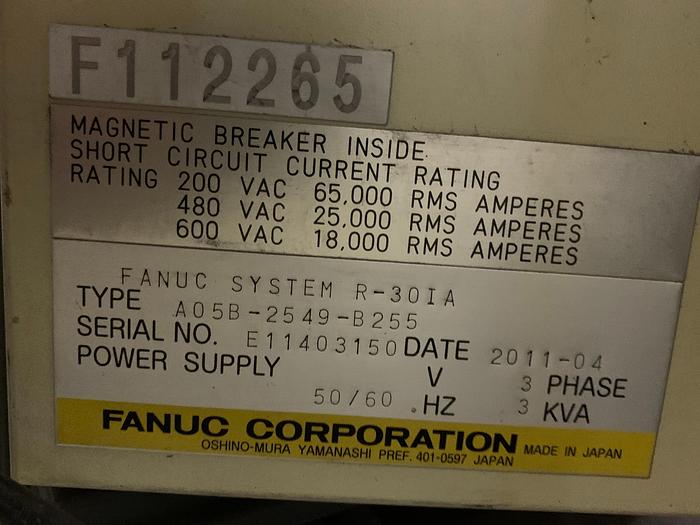 F112265
MAGNETIC BREAKER INSIDE
SHORT CIRCUIT CURRENT RATING
RATING 200 VAC 65,000 RMS AMPERES
480 VAC 25,000 RMS AMPERES
600 VAC 18,000 RMS AMPERES
FANUC SYSTEM R-30IA
TYPE A05B-2549-B255
SERIAL NO. E11403150 DATE 2011-04
POWER SUPPLY V 3 PHASE
50/60 HZ 3 KVA
FANUC CORPORATION MADE IN JAPAN
OSHINO-MURA YAMANASHI PREF. 401-0597 JAPAN